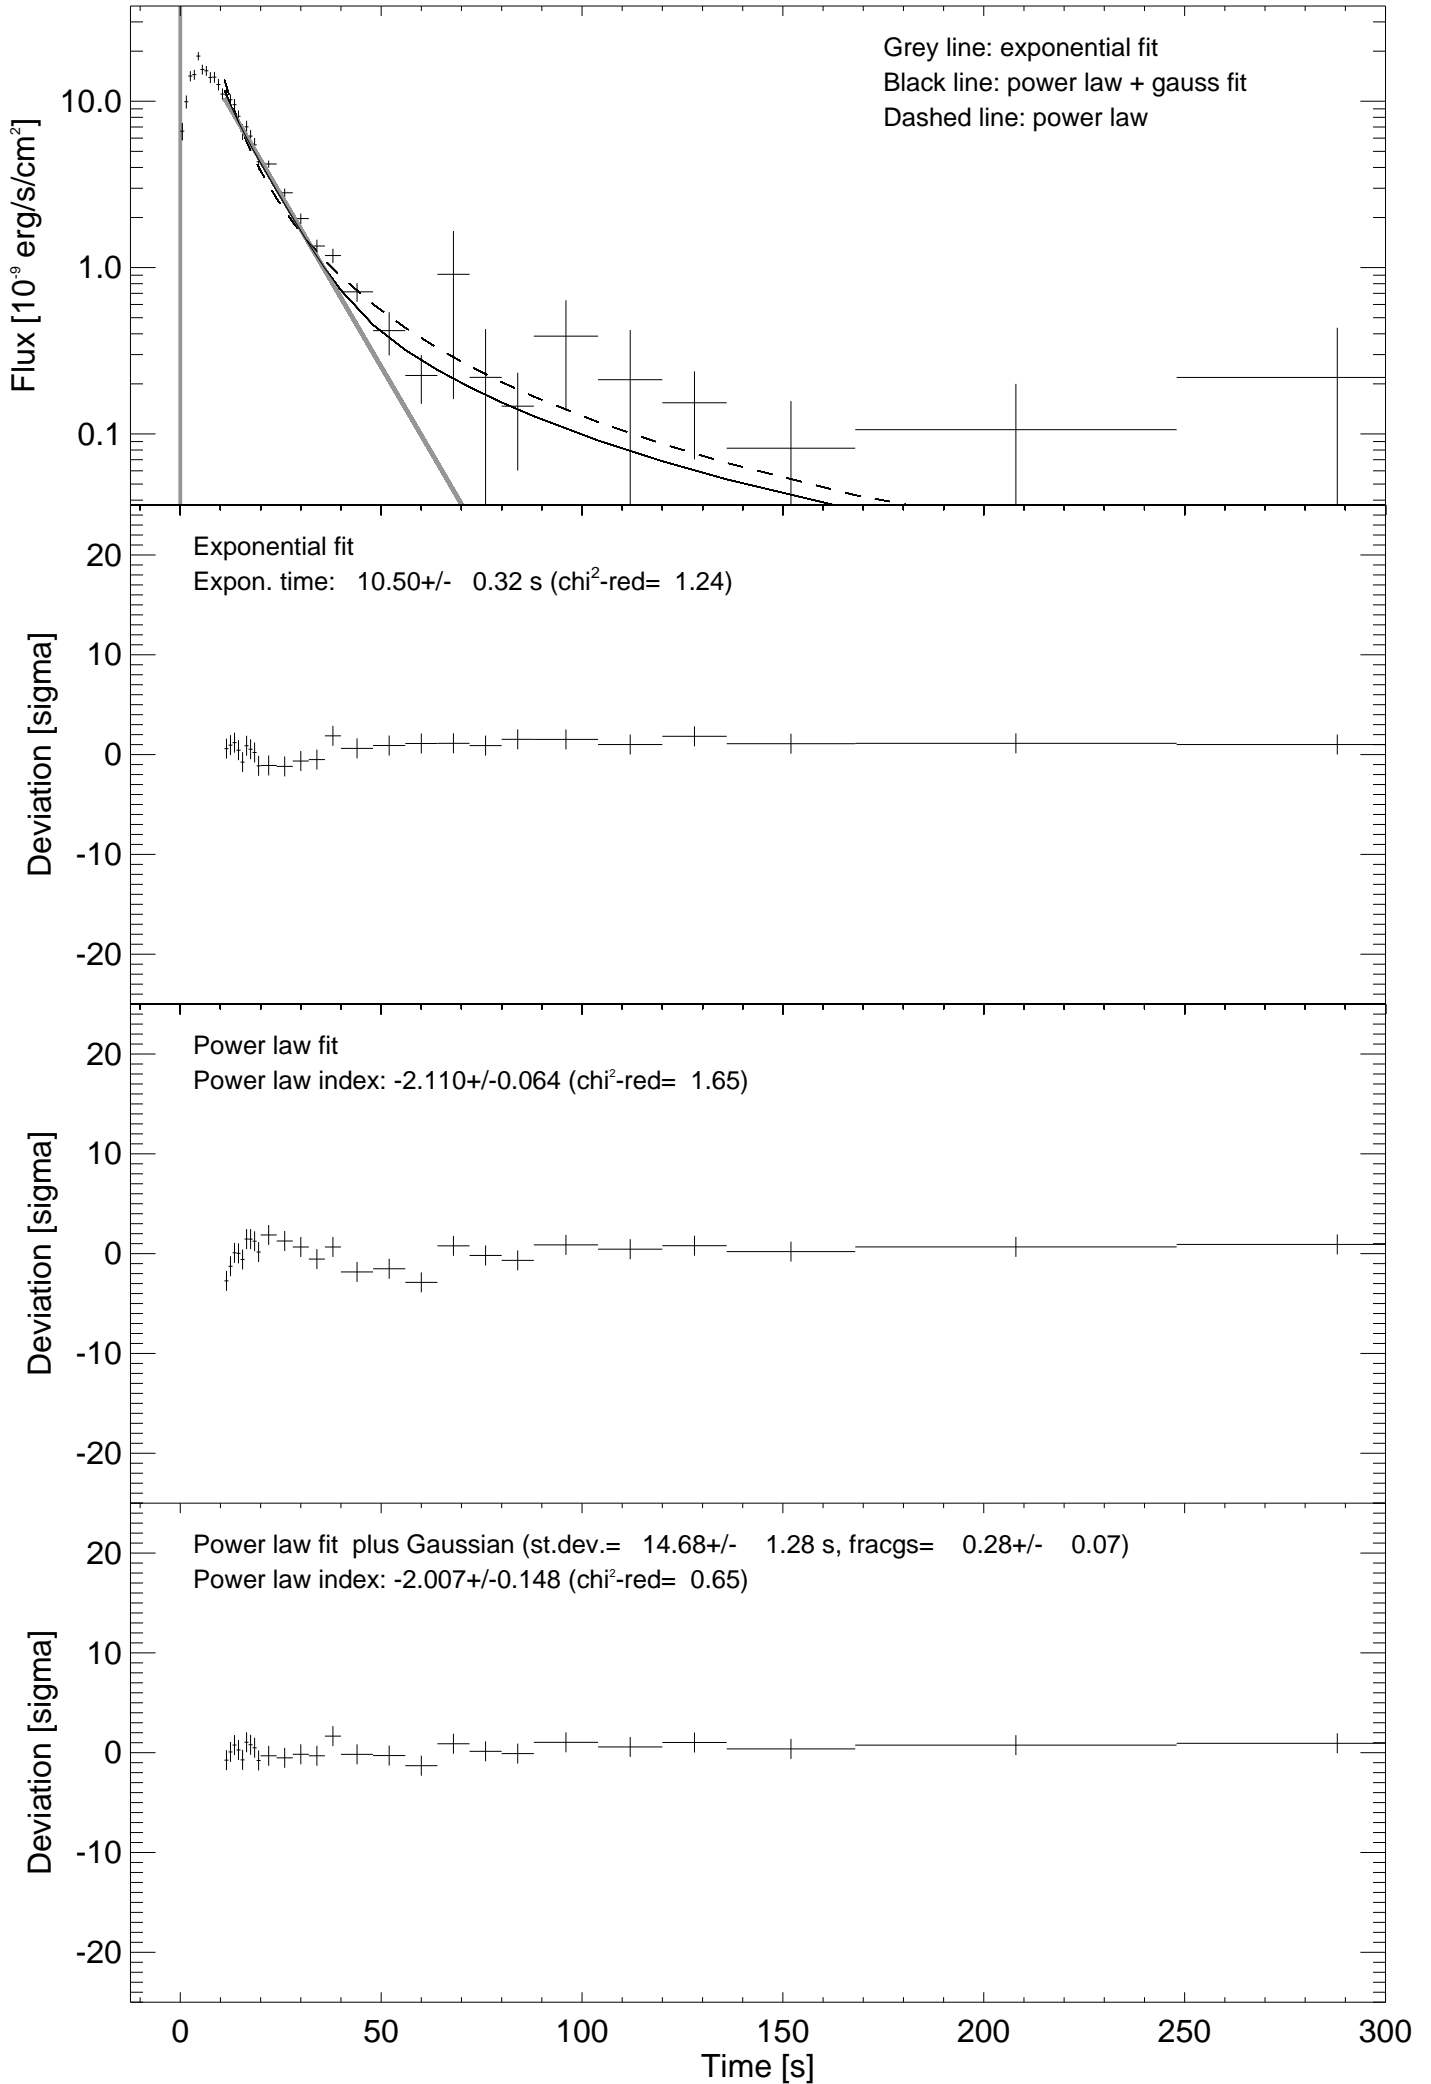 Grey line: exponential fit
Black line: power law + gauss fit
Dashed line: power law
10.0
1.0
0.1
Flux [10⁻⁹ erg/s/cm²]
Exponential fit
Expon. time: 10.50+/- 0.32 s (chi²-red= 1.24)
20
10
0
-10
-20
Deviation [sigma]
Power law fit
Power law index: -2.110+/-0.064 (chi²-red= 1.65)
20
10
0
-10
-20
Deviation [sigma]
Power law fit plus Gaussian (st.dev.= 14.68+/- 1.28 s, fracgs= 0.28+/- 0.07)
Power law index: -2.007+/-0.148 (chi²-red= 0.65)
20
10
0
-10
-20
Deviation [sigma]
0 50 100 150 200 250 300
Time [s]